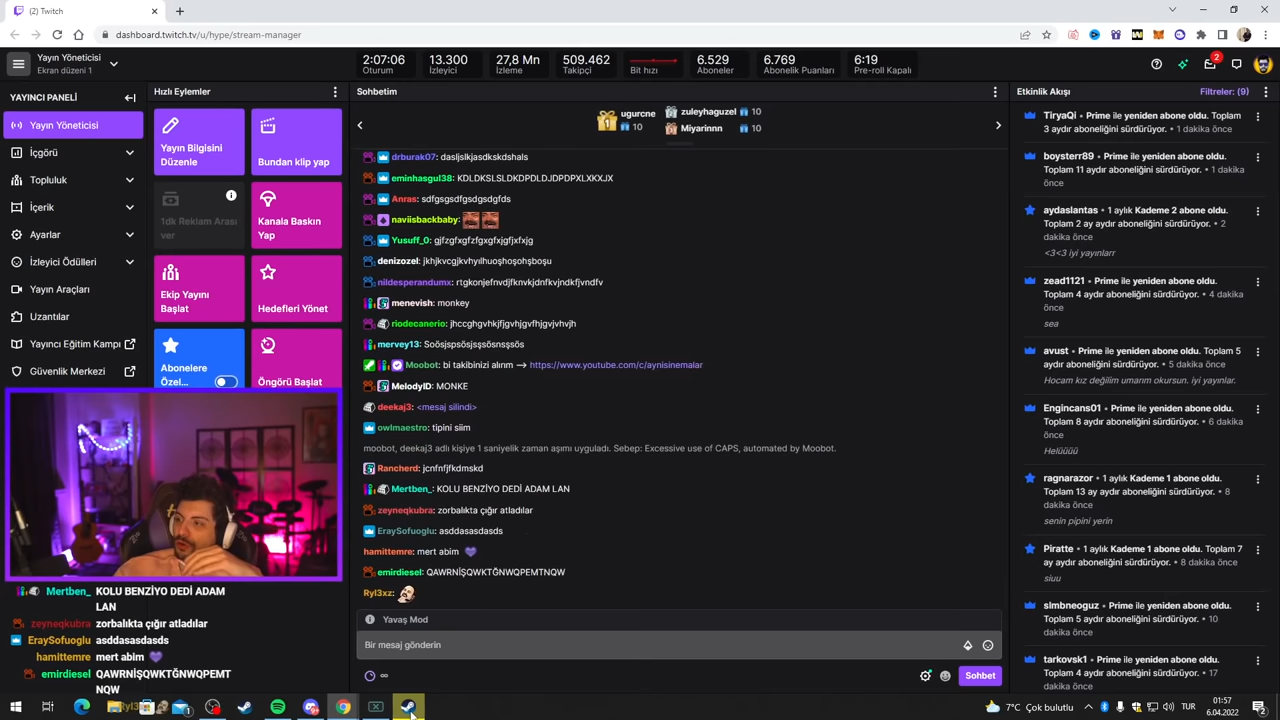 (2) Twitch
dashboard.twitch.tv/u/hype/stream-manager
Yayın Yöneticisi
Ekran düzeni 1
2:07:06
Oturum
13.300
İzleyici
27,8 Mn
İzleme
509.462
Takipçi
Bit hızı
6.529
Aboneler
6.769
Abonelik Puanları
6:19
Pre-roll Kapalı
2
YAYINCI PANELİ
Yayın Yöneticisi
İçgörü
Topluluk
İçerik
Ayarlar
İzleyici Ödülleri
Yayın Araçları
Uzantılar
Yayıncı Eğitim Kampı
Güvenlik Merkezi
Hızlı Eylemler
Yayın Bilgisini
Düzenle
Bundan klip yap
1dk Reklam Arası
ver
Kanala Baskın
Yap
Ekip Yayını
Başlat
Hedefleri Yönet
Abonelere
Özel...
Öngörü Başlat
Sohbetim
1
ugurcne
10
zuleyhaguzel 10
Miyarinnn 10
drburak07: dasljslkjasdkskdshals
eminhasgul38: KDLDKSLSLDKDPDLDJDPDPXLXKXJX
Anras: sdfgsgsdfgsdgsdgfds
naviisbackbaby:
Yusuff_0: gjfzgfxgfzfgxgfxjgfjxfxjg
denizozel: jkhjkvcgjkvhyılhuoşhoşohşboşu
nildesperandumx: rtgkonjefnvdjfknvkjdnfkvjndkfjvndfv
menevish: monkey
riodecanerio: jhccghgvhkjfjgvhjgvfhjgvjvhvjh
mervey13: Soösjspsösjsşsösnsşsös
Moobot: bi takibinizi alınm —> https://www.youtube.com/c/aynisinemalar
MelodyID: MONKE
deekaj3: <mesaj silindi>
owlmaestro: tipini siim
moobot, deekaj3 adlı kişiye 1 saniyelik zaman aşımı uyguladı. Sebep: Excessive use of CAPS, automated by Moobot.
Rancherd: jcnfnfjfkdmskd
Mertben_: KOLU BENZİYO DEDİ ADAM LAN
zeyneqkubra: zorbalıkta çığır atladılar
EraySofuoglu: asddasasdasds
hamittemre: mert abim
emirdiesel: QAWRNİŞQWKTĞNWQPEMTNQW
Ryl3xz:
Yavaş Mod
Bir mesaj gönderin
Sohbet
Etkinlik Akışı
Filtreler: (9)
TiryaQi • Prime ile yeniden abone oldu. Toplam
3 aydır aboneliğini sürdürüyor. • 1 dakika önce
boysterr89 • Prime ile yeniden abone oldu.
Toplam 11 aydır aboneliğini sürdürüyor. • 1 dakika
önce
aydaslantas • 1 aylık Kademe 2 abone oldu.
Toplam 2 ay aydır aboneliğini sürdürüyor. • 2
dakika önce
<3<3 iyi yayınlarr
zead1121 • Prime ile yeniden abone oldu.
Toplam 4 aydır aboneliğini sürdürüyor. • 4 dakika
önce
sea
avust • Prime ile yeniden abone oldu. Toplam 5
aydır aboneliğini sürdürüyor. • 5 dakika önce
Hocam kız değilim umarım okursun. iyi yayınlar.
Engincans01 • Prime ile yeniden abone oldu.
Toplam 8 aydır aboneliğini sürdürüyor. • 6 dakika
önce
Helüüüü
ragnarazor • 1 aylık Kademe 1 abone oldu.
Toplam 13 ay aydır aboneliğini sürdürüyor. • 8
dakika önce
senin pipini yerin
Piratte • 1 aylık Kademe 1 abone oldu. Toplam 7
ay aydır aboneliğini sürdürüyor. • 8 dakika önce
siuu
slmbneoguz • Prime ile yeniden abone oldu.
Toplam 5 aydır aboneliğini sürdürüyor. • 10
dakika önce
tarkovsk1 • Prime ile yeniden abone oldu.
Toplam 4 aydır aboneliğini sürdürüyor. • 17
dakika önce
Mertben_ KOLU BENZİYO DEDİ ADAM
LAN
zeyneqkubra zorbalıkta çığır atladılar
EraySofuoglu asddasasdasds
hamittemre mert abim
emirdiesel QAWRNİŞQWKTĞNWQPEMT
NQW
Ryl3xz
7°C Çok bulutlu
TUR
01:57
6.04.2022
2